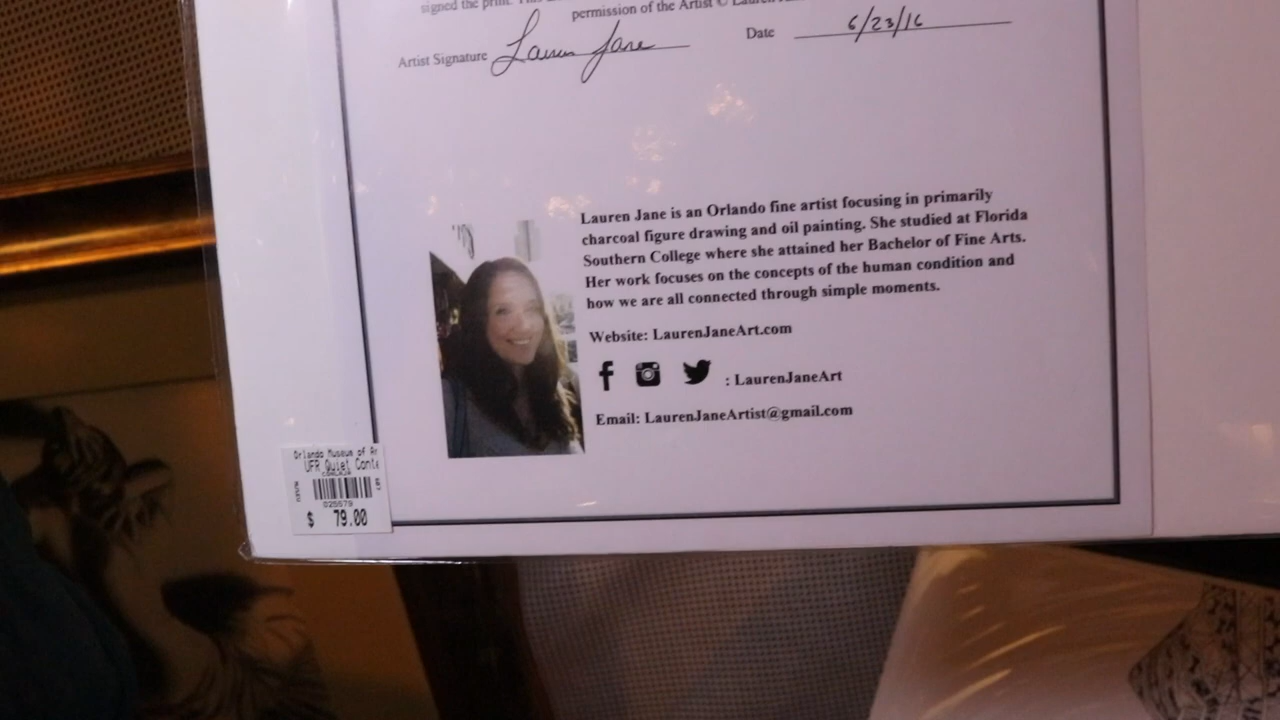 signed the print. This
permission of the Artist © Lauren
Artist Signature Lauren Jane Date 6/23/16
Lauren Jane is an Orlando fine artist focusing in primarily
charcoal figure drawing and oil painting. She studied at Florida
Southern College where she attained her Bachelor of Fine Arts.
Her work focuses on the concepts of the human condition and
how we are all connected through simple moments.
Website: LaurenJaneArt.com
: LaurenJaneArt
Email: LaurenJaneArtist@gmail.com
Orlando Museum of Ar
UFR Quiet Conte
025579
$ 79.00